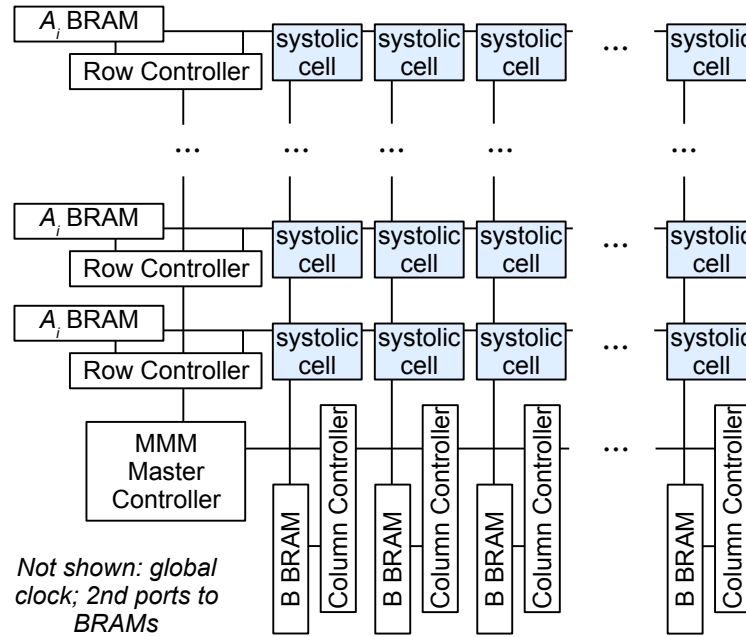 A_i BRAM
Row Controller
systolic
cell
systolic
cell
systolic
cell
...
systolic
cell
...
...
...
...
...
A_i BRAM
Row Controller
systolic
cell
systolic
cell
systolic
cell
...
systolic
cell
A_i BRAM
Row Controller
systolic
cell
systolic
cell
systolic
cell
...
systolic
cell
MMM
Master
Controller
B BRAM
Column Controller
B BRAM
Column Controller
B BRAM
Column Controller
...
B BRAM
Column Controller
Not shown: global
clock; 2nd ports to
BRAMs